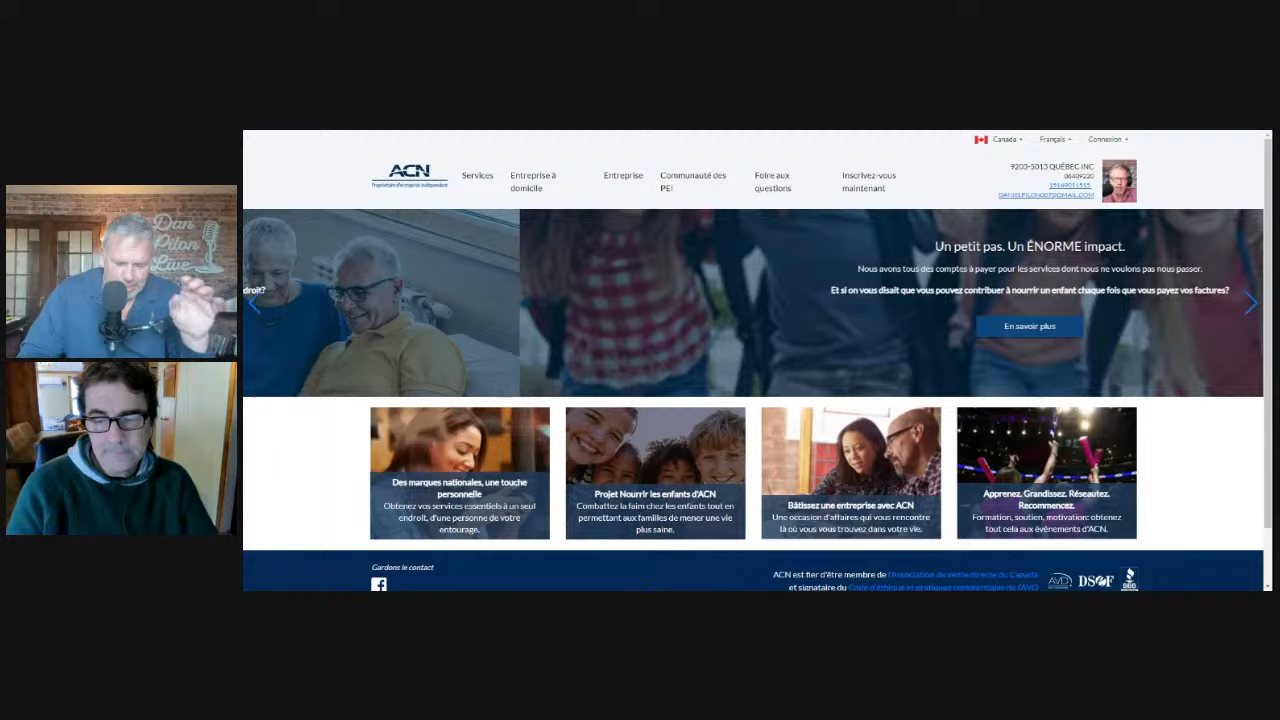 Dan
Pilon
Live
Canada
Français
Connexion
ACN
Propriétaire d'entreprise indépendant
Services
Entreprise à
domicile
Entreprise
Communauté des
PEI
Foire aux
questions
Inscrivez-vous
maintenant
9203-5013 QUÉBEC INC
06409220
15149011515
DANIELPILON007@GMAIL.COM
droit?
Un petit pas. Un ÉNORME impact.
Nous avons tous des comptes à payer pour les services dont nous ne voulons pas nous passer.
Et si on vous disait que vous pouvez contribuer à nourrir un enfant chaque fois que vous payez vos factures?
En savoir plus
Des marques nationales, une touche
personnelle
Obtenez vos services essentiels à un seul
endroit, d'une personne de votre
entourage.
Projet Nourrir les enfants d'ACN
Combattez la faim chez les enfants tout en
permettant aux familles de mener une vie
plus saine.
Bâtissez une entreprise avec ACN
Une occasion d'affaires qui vous rencontre
là où vous vous trouvez dans votre vie.
Apprenez. Grandissez. Réseautez.
Recommencez.
Formation, soutien, motivation: obtenez
tout cela aux événements d'ACN.
Gardons le contact
ACN est fier d'être membre de l'Association de vente directe du Canada
et signataire du Code d'éthique et pratiques commerciales de l'AVD
AVD
DSEF
BBB